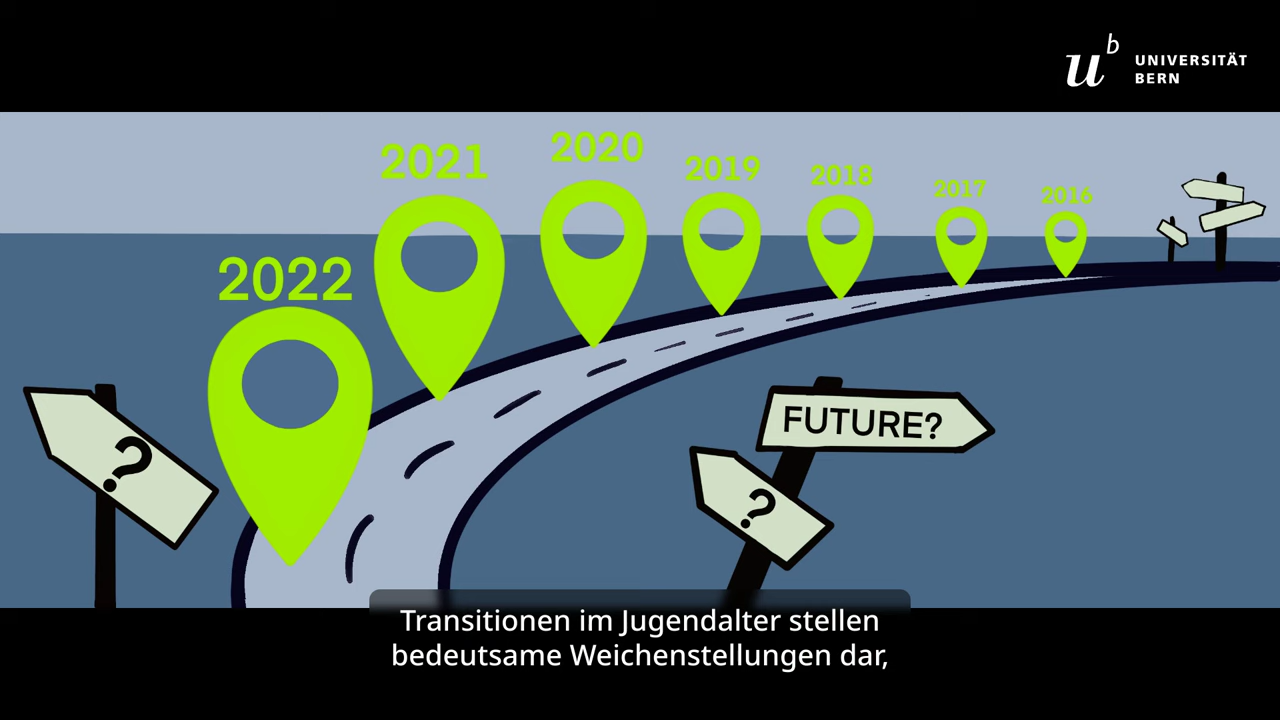 u
b
UNIVERSITÄT
BERN
2022
2021
2020
2019
2018
2017
2016
?
FUTURE?
?
Transitionen im Jugendalter stellen
bedeutsame Weichenstellungen dar,